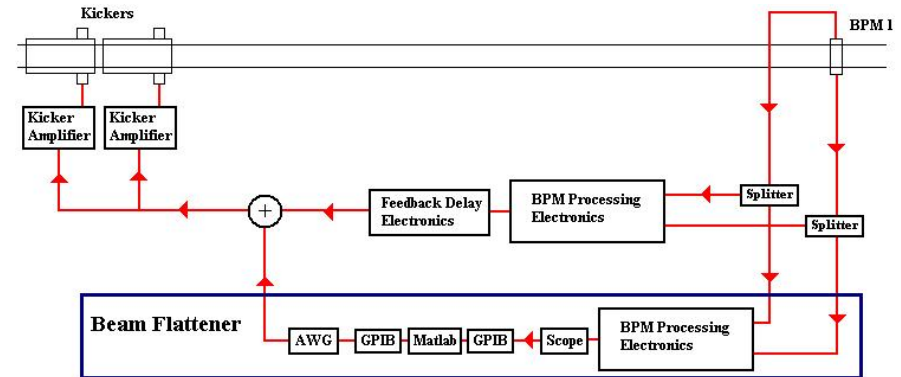 Kickers
BPM 1
Kicker
Amplifier
Kicker
Amplifier
Splitter
BPM Processing
Electronics
Feedback Delay
Electronics
+
Splitter
Beam Flattener
BPM Processing
Electronics
AWG
GPIB
Matlab
GPIB
Scope